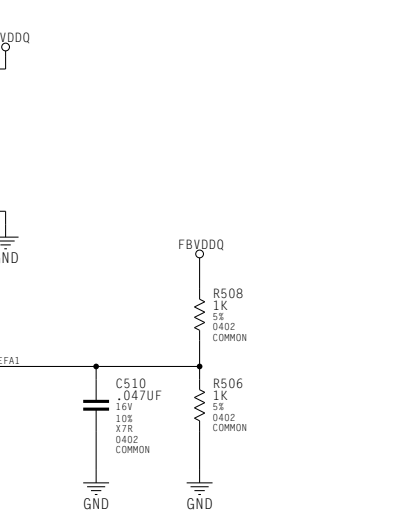 VDDQ
ND
FBVDDQ
R508
1K
5%
0402
COMMON
EFA1
C510
.047UF
16V
10%
X7R
0402
COMMON
R506
1K
5%
0402
COMMON
GND
GND